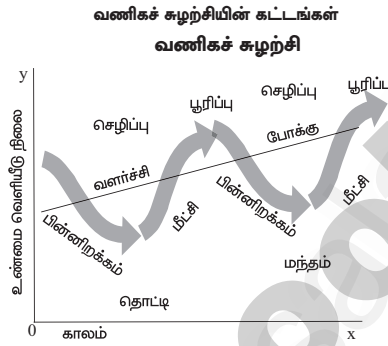 வணிகச் சுழற்சியின் கட்டங்கள்
வணிகச் சுழற்சி
y
உண்மை வெளியீடு நிலை
செழிப்பு
பூரிப்பு
செழிப்பு
பூரிப்பு
வளர்ச்சி
போக்கு
பின்னிறக்கம்
மீட்சி
பின்னிறக்கம்
மீட்சி
மந்தம்
தொட்டி
0
காலம்
x